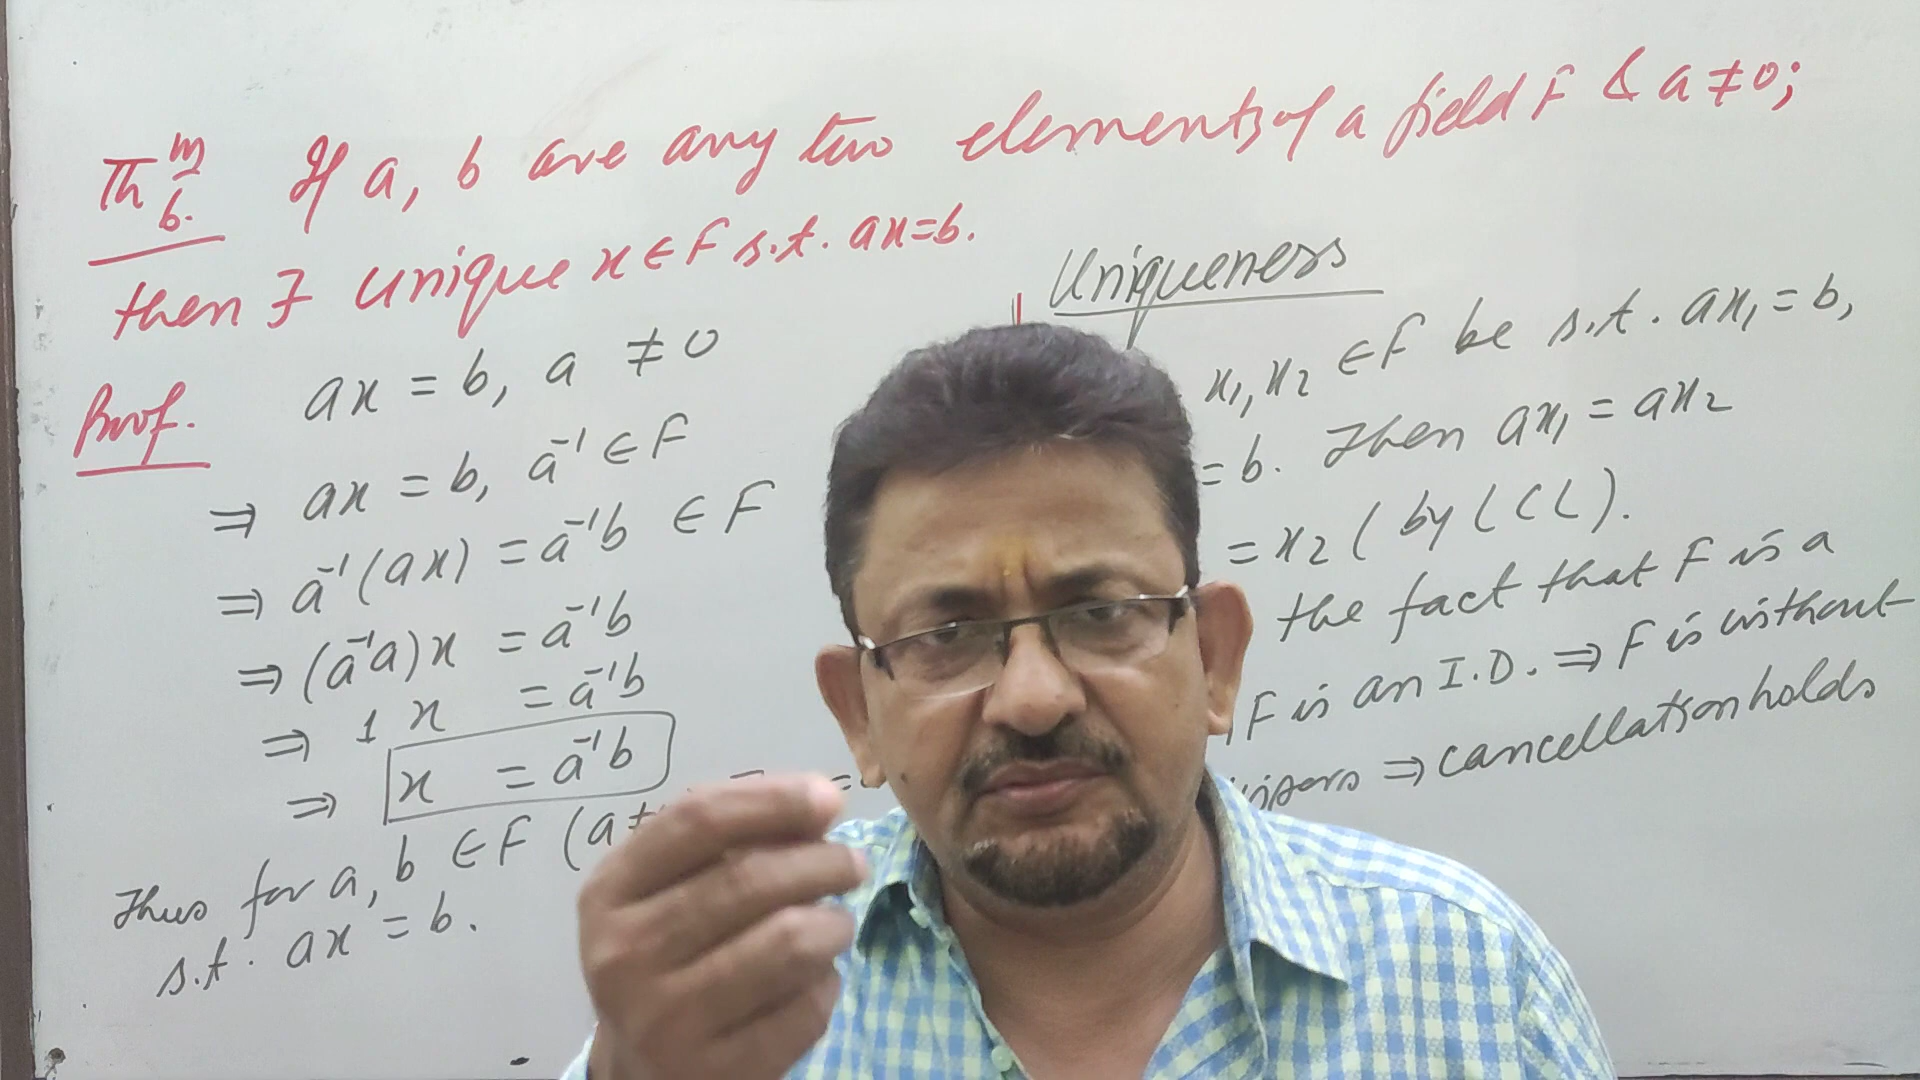 Thm 6. If a, b are any two elements of a field F & a ≠ 0;
then ∃ unique x ∈ F s.t. ax = b.
Proof. ax = b, a ≠ 0
⇒ ax = b, a⁻¹ ∈ F
⇒ a⁻¹(ax) = a⁻¹b ∈ F
⇒ (a⁻¹a)x = a⁻¹b
⇒ 1 x = a⁻¹b
⇒ x = a⁻¹b
Thus for a, b ∈ F (a ≠
s.t. ax = b.
Uniqueness
x₁, x₂ ∈ F be s.t. ax₁ = b,
= b. Then ax₁ = ax₂
= x₂ (by LCL).
the fact that F is a
F is an I.D. ⇒ F is without
⇒ cancellation holds